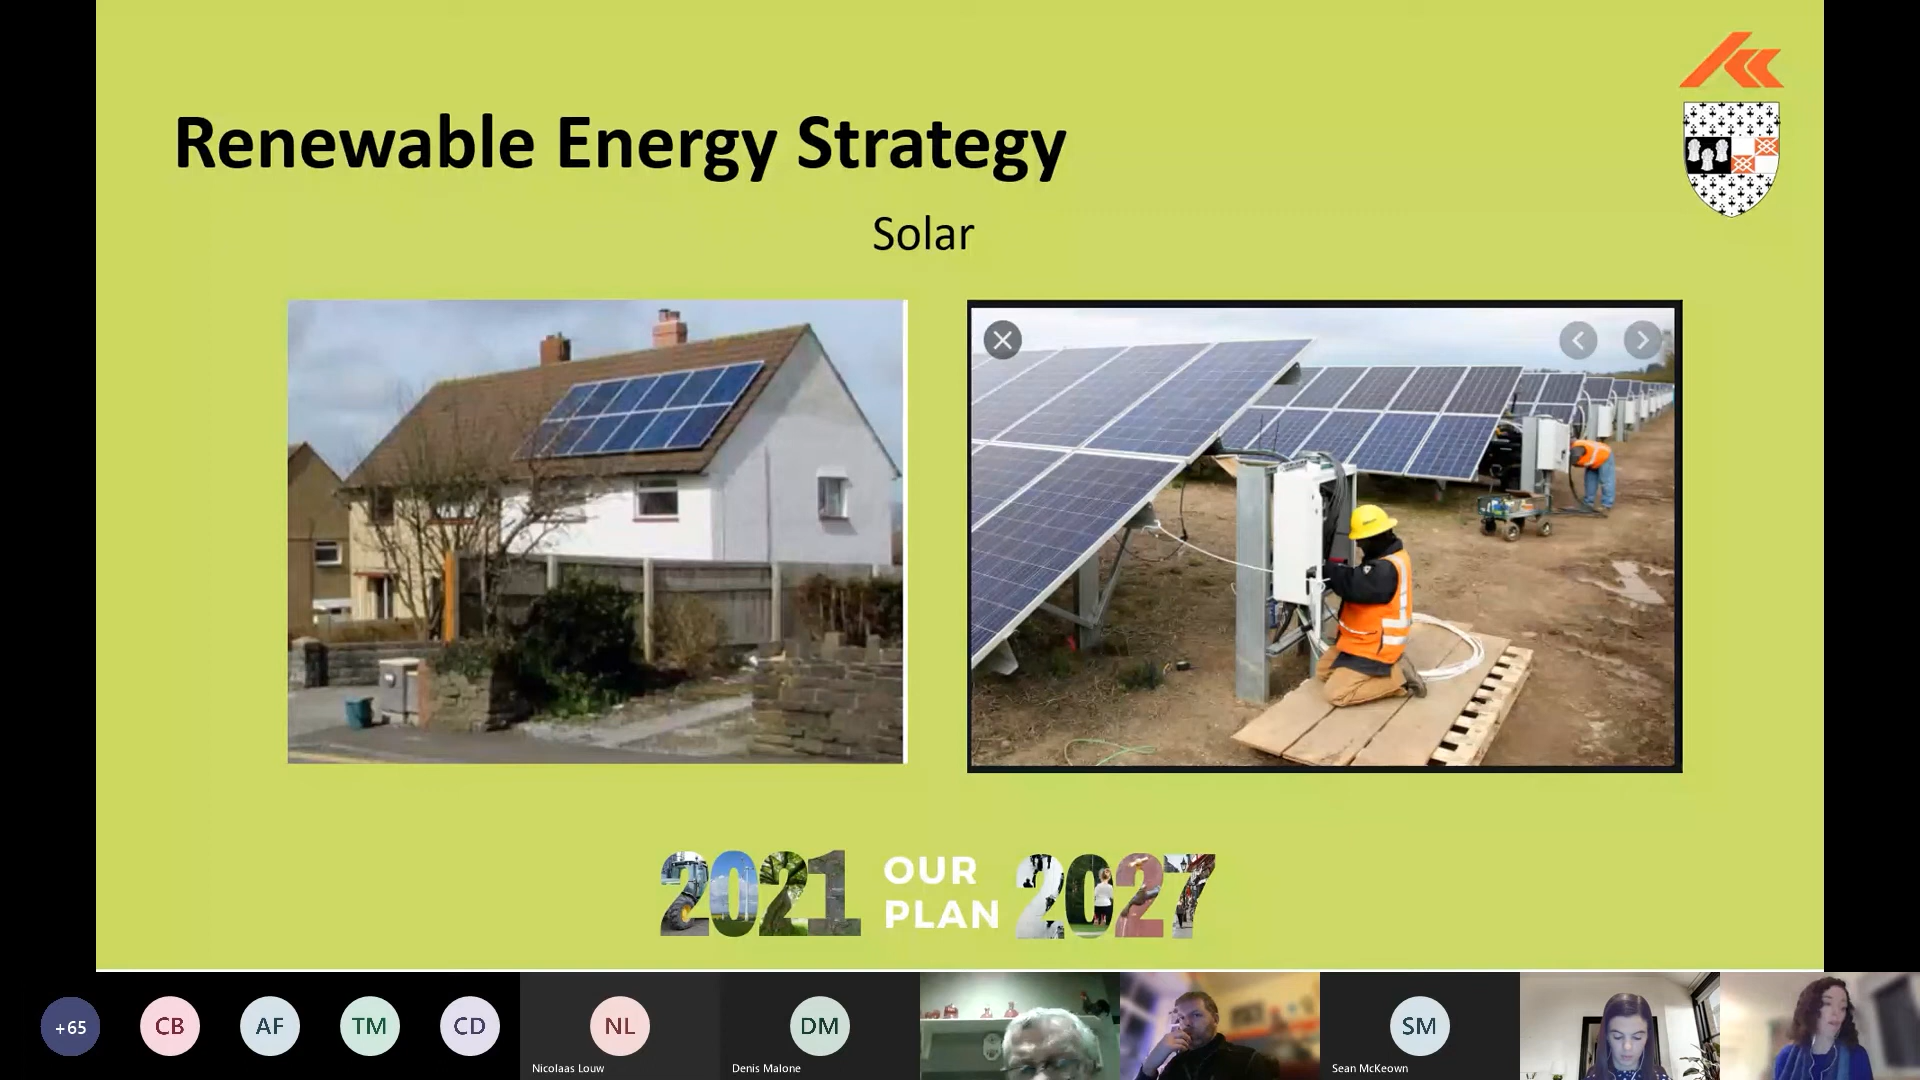 Renewable Energy Strategy
Solar
2021 OUR PLAN 2027
+65
CB
AF
TM
CD
NL
Nicolaas Louw
DM
Denis Malone
SM
Sean McKeown